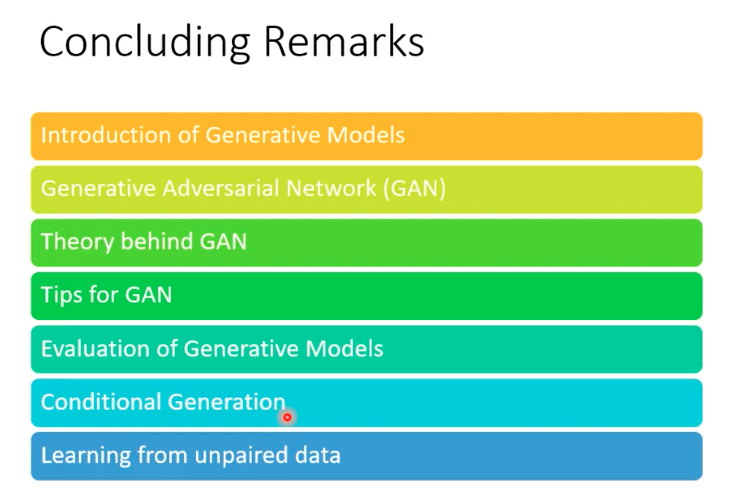 Concluding Remarks
Introduction of Generative Models
Generative Adversarial Network (GAN)
Theory behind GAN
Tips for GAN
Evaluation of Generative Models
Conditional Generation
Learning from unpaired data